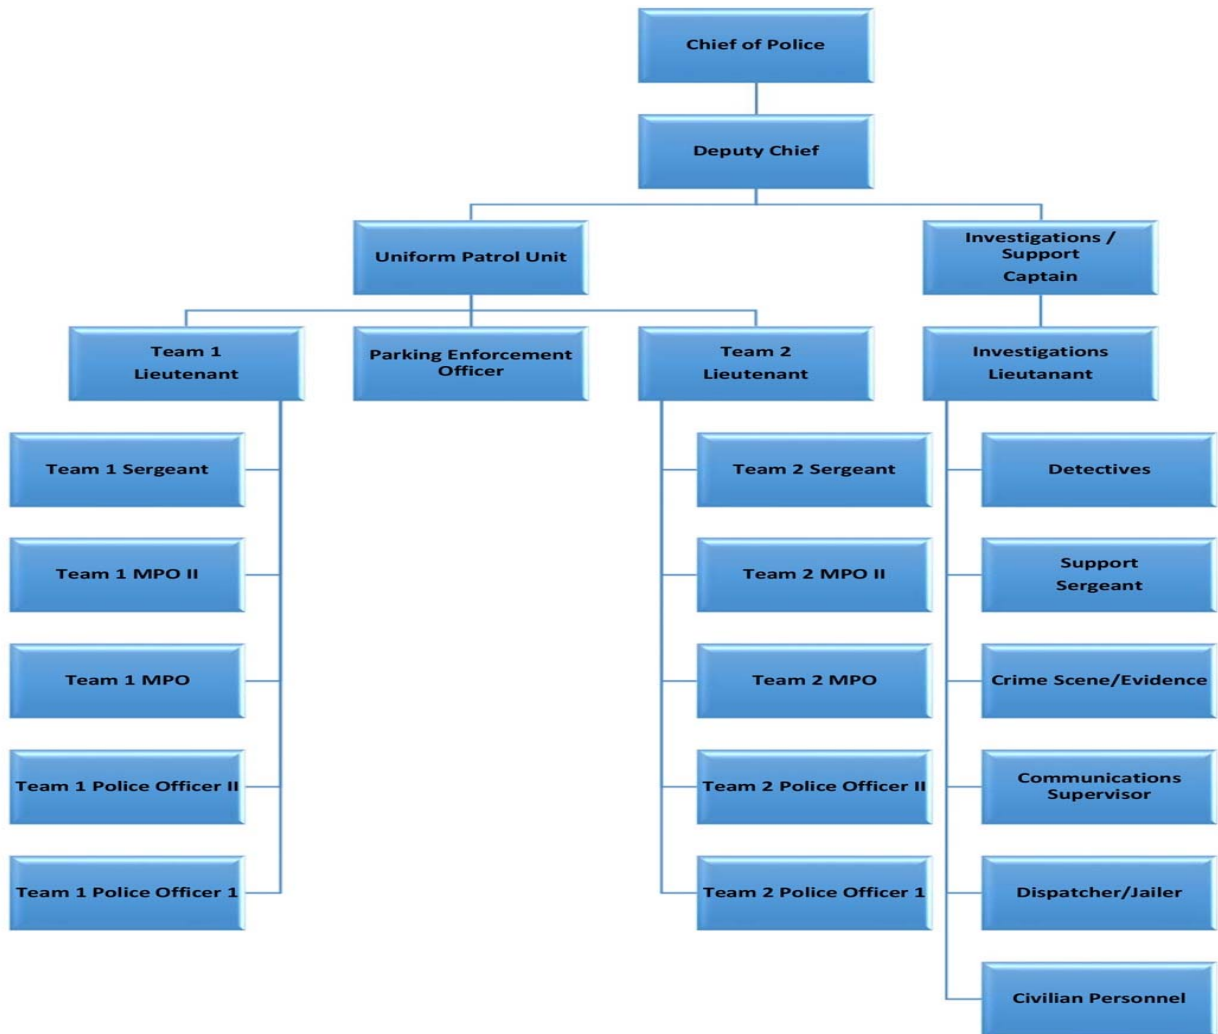 Chief of Police
Deputy Chief
Uniform Patrol Unit
Investigations /
Support
Captain
Team 1
Lieutenant
Parking Enforcement
Officer
Team 2
Lieutenant
Investigations
Lieutanant
Team 1 Sergeant
Team 1 MPO II
Team 1 MPO
Team 1 Police Officer II
Team 1 Police Officer 1
Team 2 Sergeant
Team 2 MPO II
Team 2 MPO
Team 2 Police Officer II
Team 2 Police Officer 1
Detectives
Support
Sergeant
Crime Scene/Evidence
Communications
Supervisor
Dispatcher/Jailer
Civilian Personnel